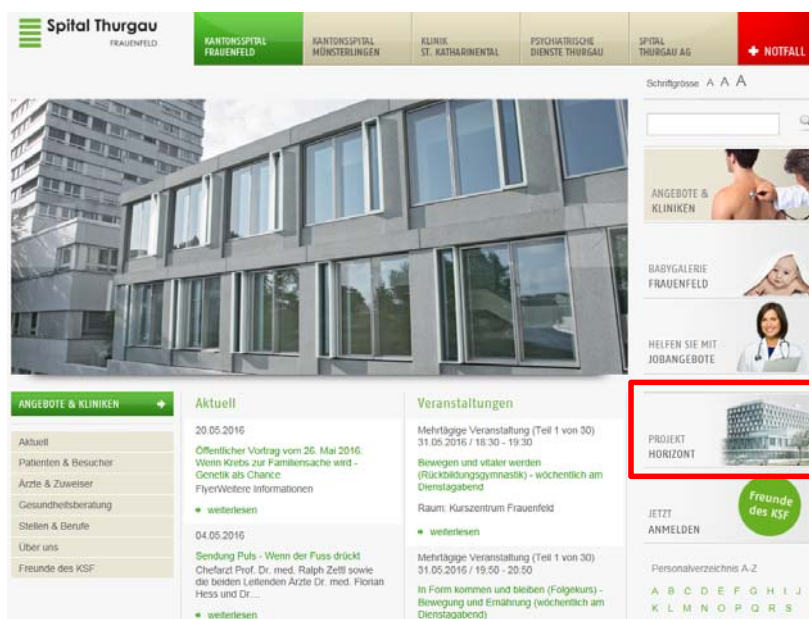 Spital Thurgau
FRAUENFELD
KANTONSSPITAL
FRAUENFELD
KANTONSSPITAL
MÜNSTERLINGEN
KLINIK
ST. KATHARINENTAL
PSYCHIATRISCHE
DIENSTE THURGAU
SPITAL
THURGAU AG
NOTFALL
Schriftgrösse A A A
ANGEBOTE &
KLINIKEN
BABYGALERIE
FRAUENFELD
HELFEN SIE MIT
JOBANGEBOTE
PROJEKT
HORIZONT
JETZT
ANMELDEN
Freunde
des KSF
Personalverzeichnis A-Z
A B C D E F G H I J
K L M N O P Q R S
ANGEBOTE & KLINIKEN
Aktuell
Patienten & Besucher
Ärzte & Zuweiser
Gesundheitsberatung
Stellen & Berufe
Über uns
Freunde des KSF
Aktuell
20.05.2016
Öffentlicher Vortrag vom 26. Mai 2016:
Wenn Krebs zur Familiensache wird -
Genetik als Chance
FlyerWeitere Informationen
weiterlesen
04.05.2016
Sendung Puls - Wenn der Fuss drückt
Chefarzt Prof. Dr. med. Ralph Zettl sowie
die beiden Leitenden Ärzte Dr. med. Florian
Hess und Dr....
weiterlesen
Veranstaltungen
Mehrtägige Veranstaltung (Teil 1 von 30)
31.05.2016 / 18:30 - 19:30
Bewegen und vitaler werden
(Rückbildungsgymnastik) - wöchentlich am
Dienstagabend
Raum: Kurszentrum Frauenfeld
weiterlesen
Mehrtägige Veranstaltung (Teil 1 von 30)
31.05.2016 / 19:50 - 20:50
In Form kommen und bleiben (Folgekurs) -
Bewegung und Ernährung (wöchentlich am
Dienstagabend)